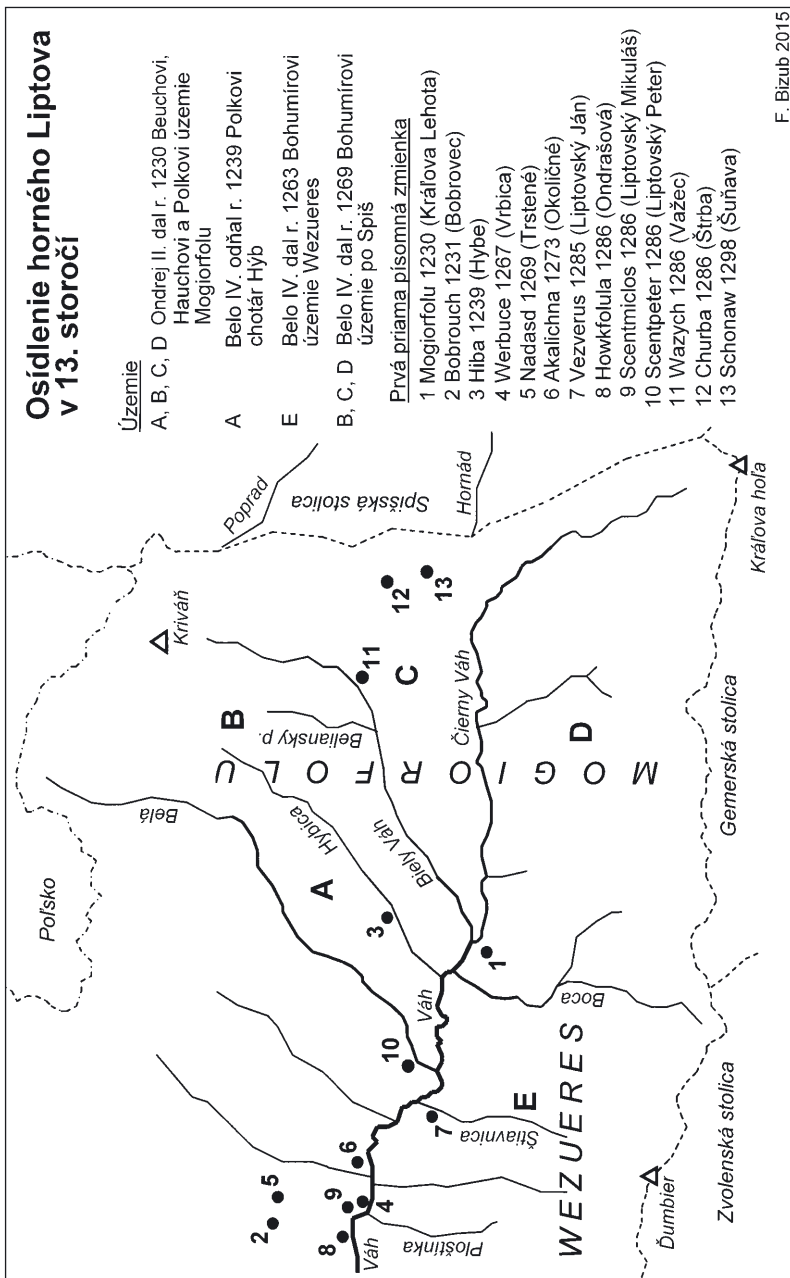 Osídlenie horného Liptova
v 13. storočí
Územie
A, B, C, D Ondrej II. dal r. 1230 Beuchovi,
Hauchovi a Polkovi územie
Mogiorfolu
A Belo IV. odňal r. 1239 Polkovi
chotár Hýb
E Belo IV. dal r. 1263 Bohumírovi
územie Wezueres
B, C, D Belo IV. dal r. 1269 Bohumírovi
územie po Spiš
Prvá priama písomná zmienka
1 Mogiorfolu 1230 (Kráľova Lehota)
2 Bobrouch 1231 (Bobrovec)
3 Hiba 1239 (Hybe)
4 Werbuce 1267 (Vrbica)
5 Nadasd 1269 (Trstené)
6 Akalichna 1273 (Okoličné)
7 Vezverus 1285 (Liptovský Ján)
8 Howkfolula 1286 (Ondrašová)
9 Scentmiclos 1286 (Liptovský Mikuláš)
10 Scentpeter 1286 (Liptovský Peter)
11 Wazych 1286 (Važec)
12 Churba 1286 (Štrba)
13 Schonaw 1298 (Šuňava)
F. Bizub 2015
Poľsko
Kriváň
Poprad
Spišská stolica
Hornád
Kráľova hoľa
Gemerská stolica
Zvolenská stolica
Ďumbier
Belá
Hybica
Beliansky p.
Biely Váh
Čierny Váh
Váh
Boca
Štiavnica
Ploštínka
Váh
MOGIORFOLU
WEZUERES
A
B
C
D
E
1
2
3
4
5
6
7
8
9
10
11
12
13